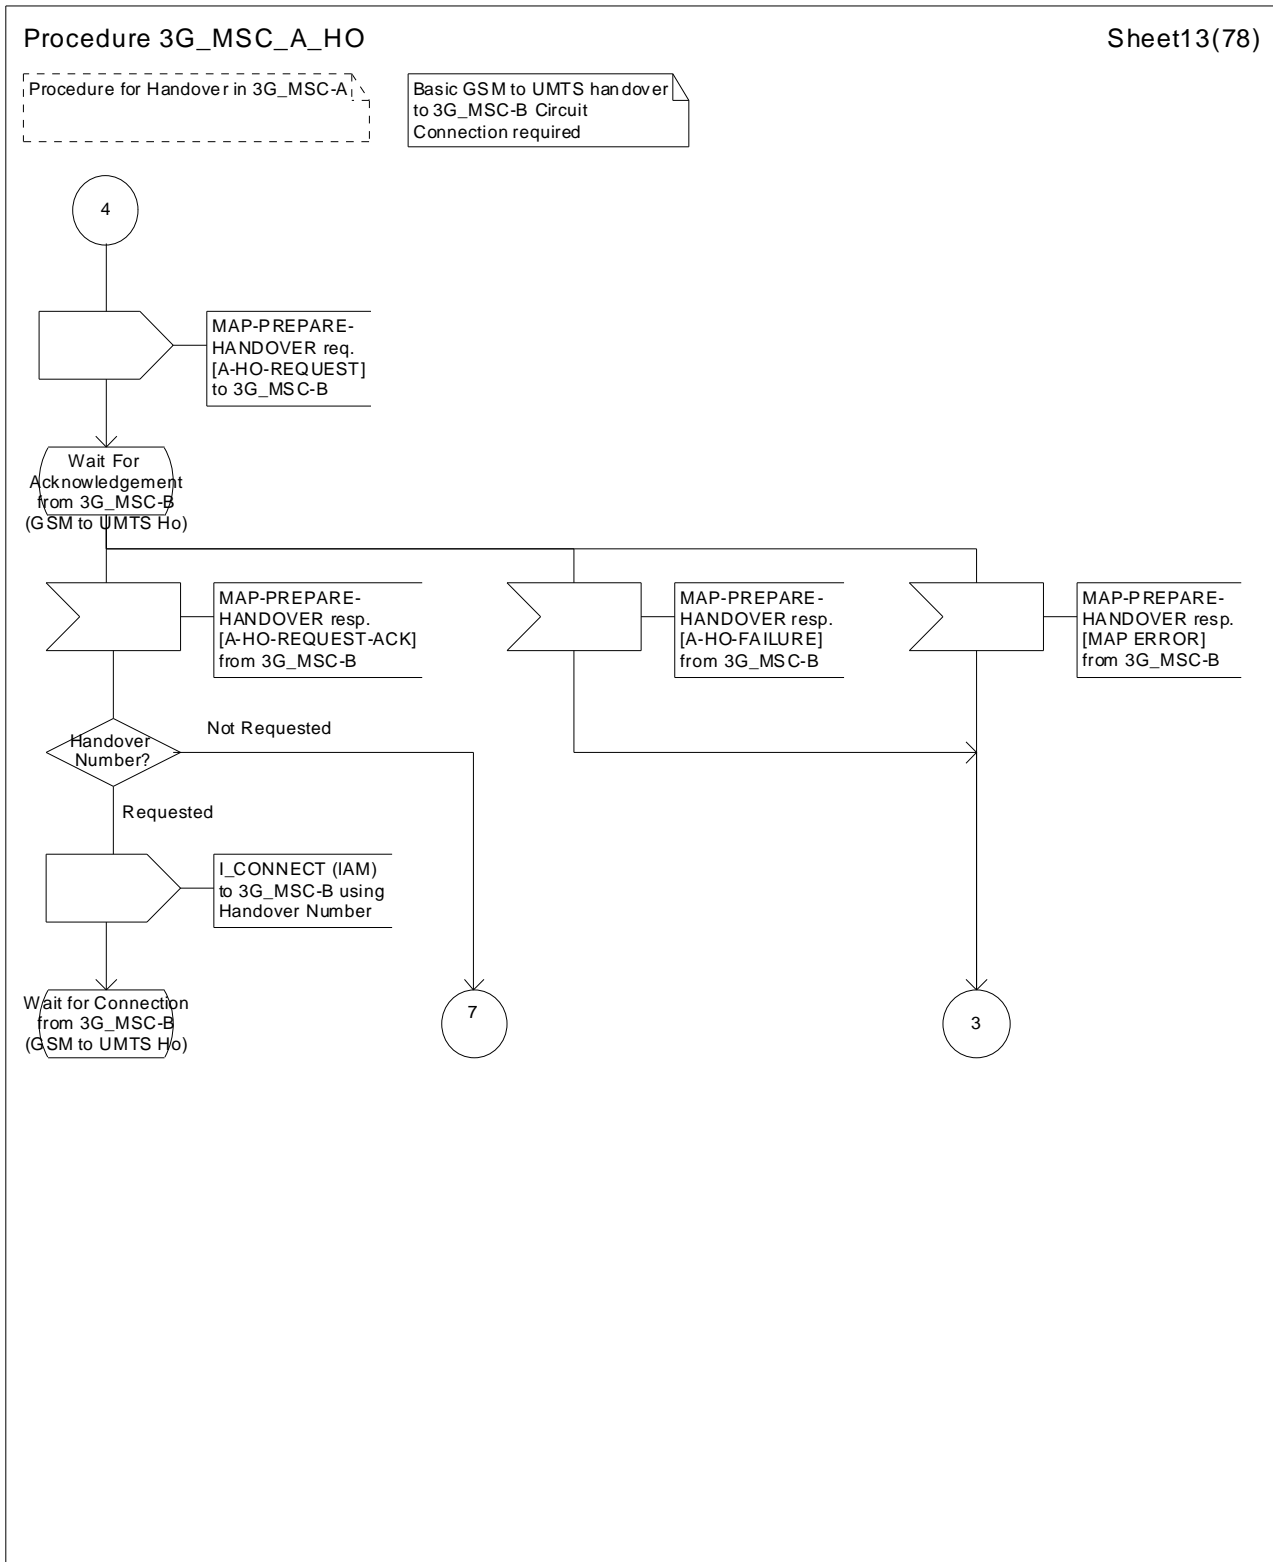 Procedure 3G_MSC_A_HO
Sheet13(78)
Procedure for Handover in 3G_MSC-A
Basic GSM to UMTS handover
to 3G_MSC-B Circuit
Connection required
4
MAP-PREPARE-
HANDOVER req.
[A-HO-REQUEST]
to 3G_MSC-B
Wait For
Acknowledgement
from 3G_MSC-B
(GSM to UMTS Ho)
MAP-PREPARE-
HANDOVER resp.
[A-HO-REQUEST-ACK]
from 3G_MSC-B
MAP-PREPARE-
HANDOVER resp.
[A-HO-FAILURE]
from 3G_MSC-B
MAP-PREPARE-
HANDOVER resp.
[MAP ERROR]
from 3G_MSC-B
Handover
Number?
Not Requested
Requested
I_CONNECT (IAM)
to 3G_MSC-B using
Handover Number
Wait for Connection
from 3G_MSC-B
(GSM to UMTS Ho)
7
3